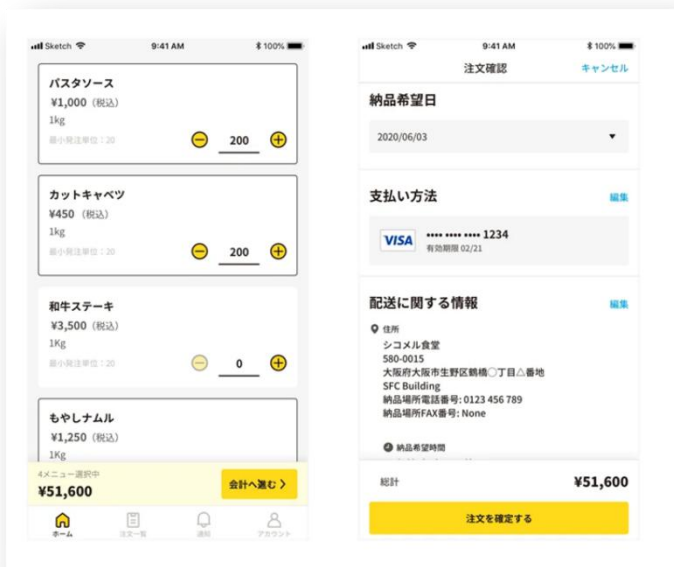 Sketch 9:41 AM 100%
パスタソース
¥1,000（税込）
1kg
最小発注単位：20
200
カットキャベツ
¥450（税込）
1kg
最小発注単位：20
200
和牛ステーキ
¥3,500（税込）
1Kg
最小発注単位：20
0
もやしナムル
¥1,250（税込）
1Kg
4メニュー選択中
¥51,600
会計へ進む
ホーム
注文一覧
通知
アカウント
Sketch 9:41 AM 100%
注文確認
キャンセル
納品希望日
2020/06/03
支払い方法
編集
VISA
•••• •••• •••• 1234
有効期限 02/21
配送に関する情報
編集
住所
シコメル食堂
580-0015
大阪府大阪市生野区鶴橋○丁目△番地
SFC Building
納品場所電話番号: 0123 456 789
納品場所FAX番号: None
納品希望時間
総計
¥51,600
注文を確定する